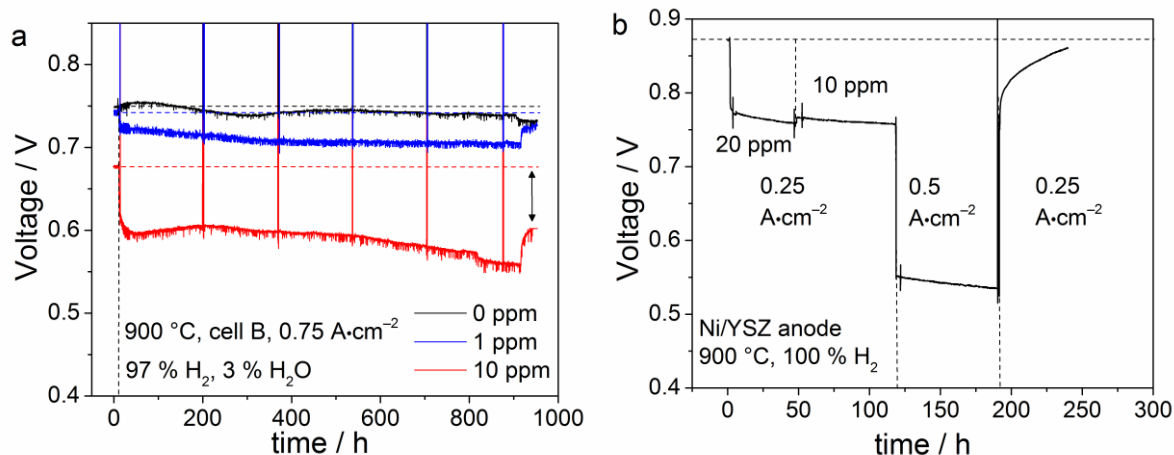 a
Voltage / V
0.8
0.7
0.6
0.5
0.4
900 °C, cell B, 0.75 A•cm⁻²
97 % H₂, 3 % H₂O
0 ppm
1 ppm
10 ppm
0 200 400 600 800 1000
time / h
b
Voltage / V
0.9
0.8
0.7
0.6
0.5
0.4
10 ppm
20 ppm
0.25
A•cm⁻²
0.5
A•cm⁻²
0.25
A•cm⁻²
Ni/YSZ anode
900 °C, 100 % H₂
0 50 100 150 200 250 300
time / h